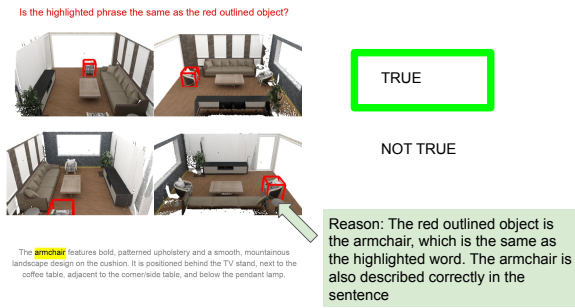 Is the highlighted phrase the same as the red outlined object?
TRUE
NOT TRUE
The armchair features bold, patterned upholstery and a smooth, mountainous
landscape design on the cushion. It is positioned behind the TV stand, next to the
coffee table, adjacent to the corner/side table, and below the pendant lamp.
Reason: The red outlined object is
the armchair, which is the same as
the highlighted word. The armchair is
also described correctly in the
sentence